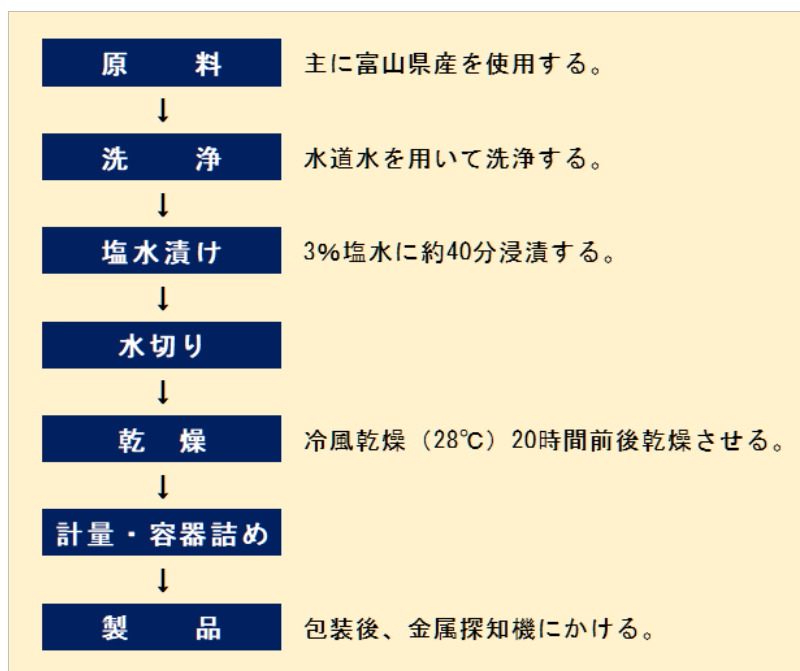 原　料 主に富山県産を使用する。
↓
洗　浄 水道水を用いて洗浄する。
↓
塩水漬け 3%塩水に約40分浸漬する。
↓
水切り
↓
乾　燥 冷風乾燥（28℃）20時間前後乾燥させる。
↓
計量・容器詰め
↓
製　品 包装後、金属探知機にかける。